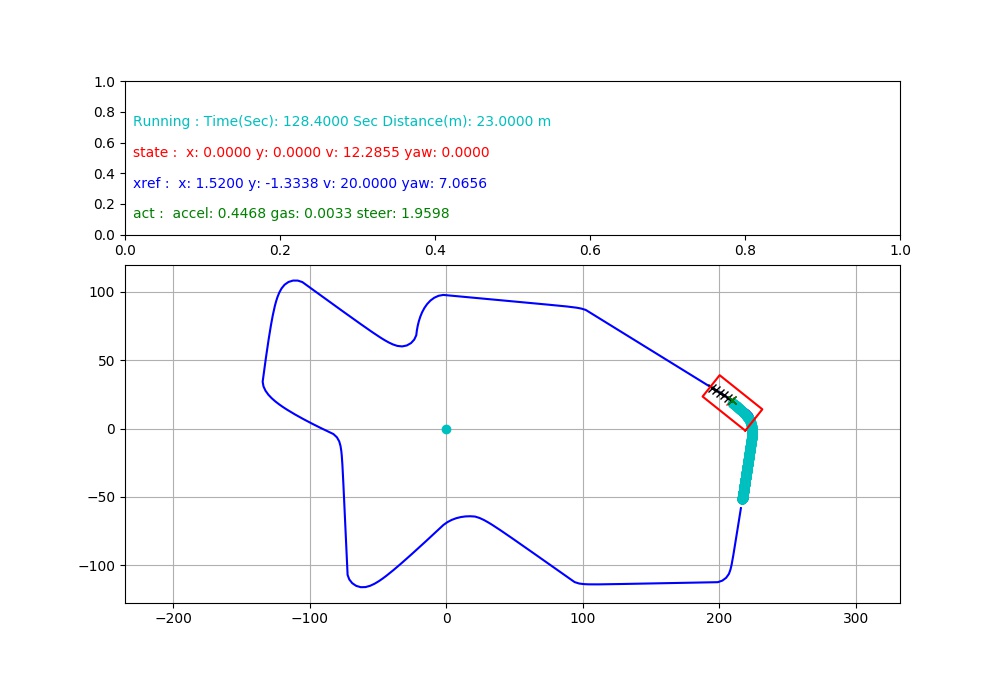 1.0
0.8
0.6
0.4
0.2
0.0
Running : Time(Sec): 128.4000 Sec Distance(m): 23.0000 m
state :  x: 0.0000 y: 0.0000 v: 12.2855 yaw: 0.0000
xref :  x: 1.5200 y: -1.3338 v: 20.0000 yaw: 7.0656
act :  accel: 0.4468 gas: 0.0033 steer: 1.9598
0.0 0.2 0.4 0.6 0.8 1.0
100
50
0
−50
−100
−200 −100 0 100 200 300